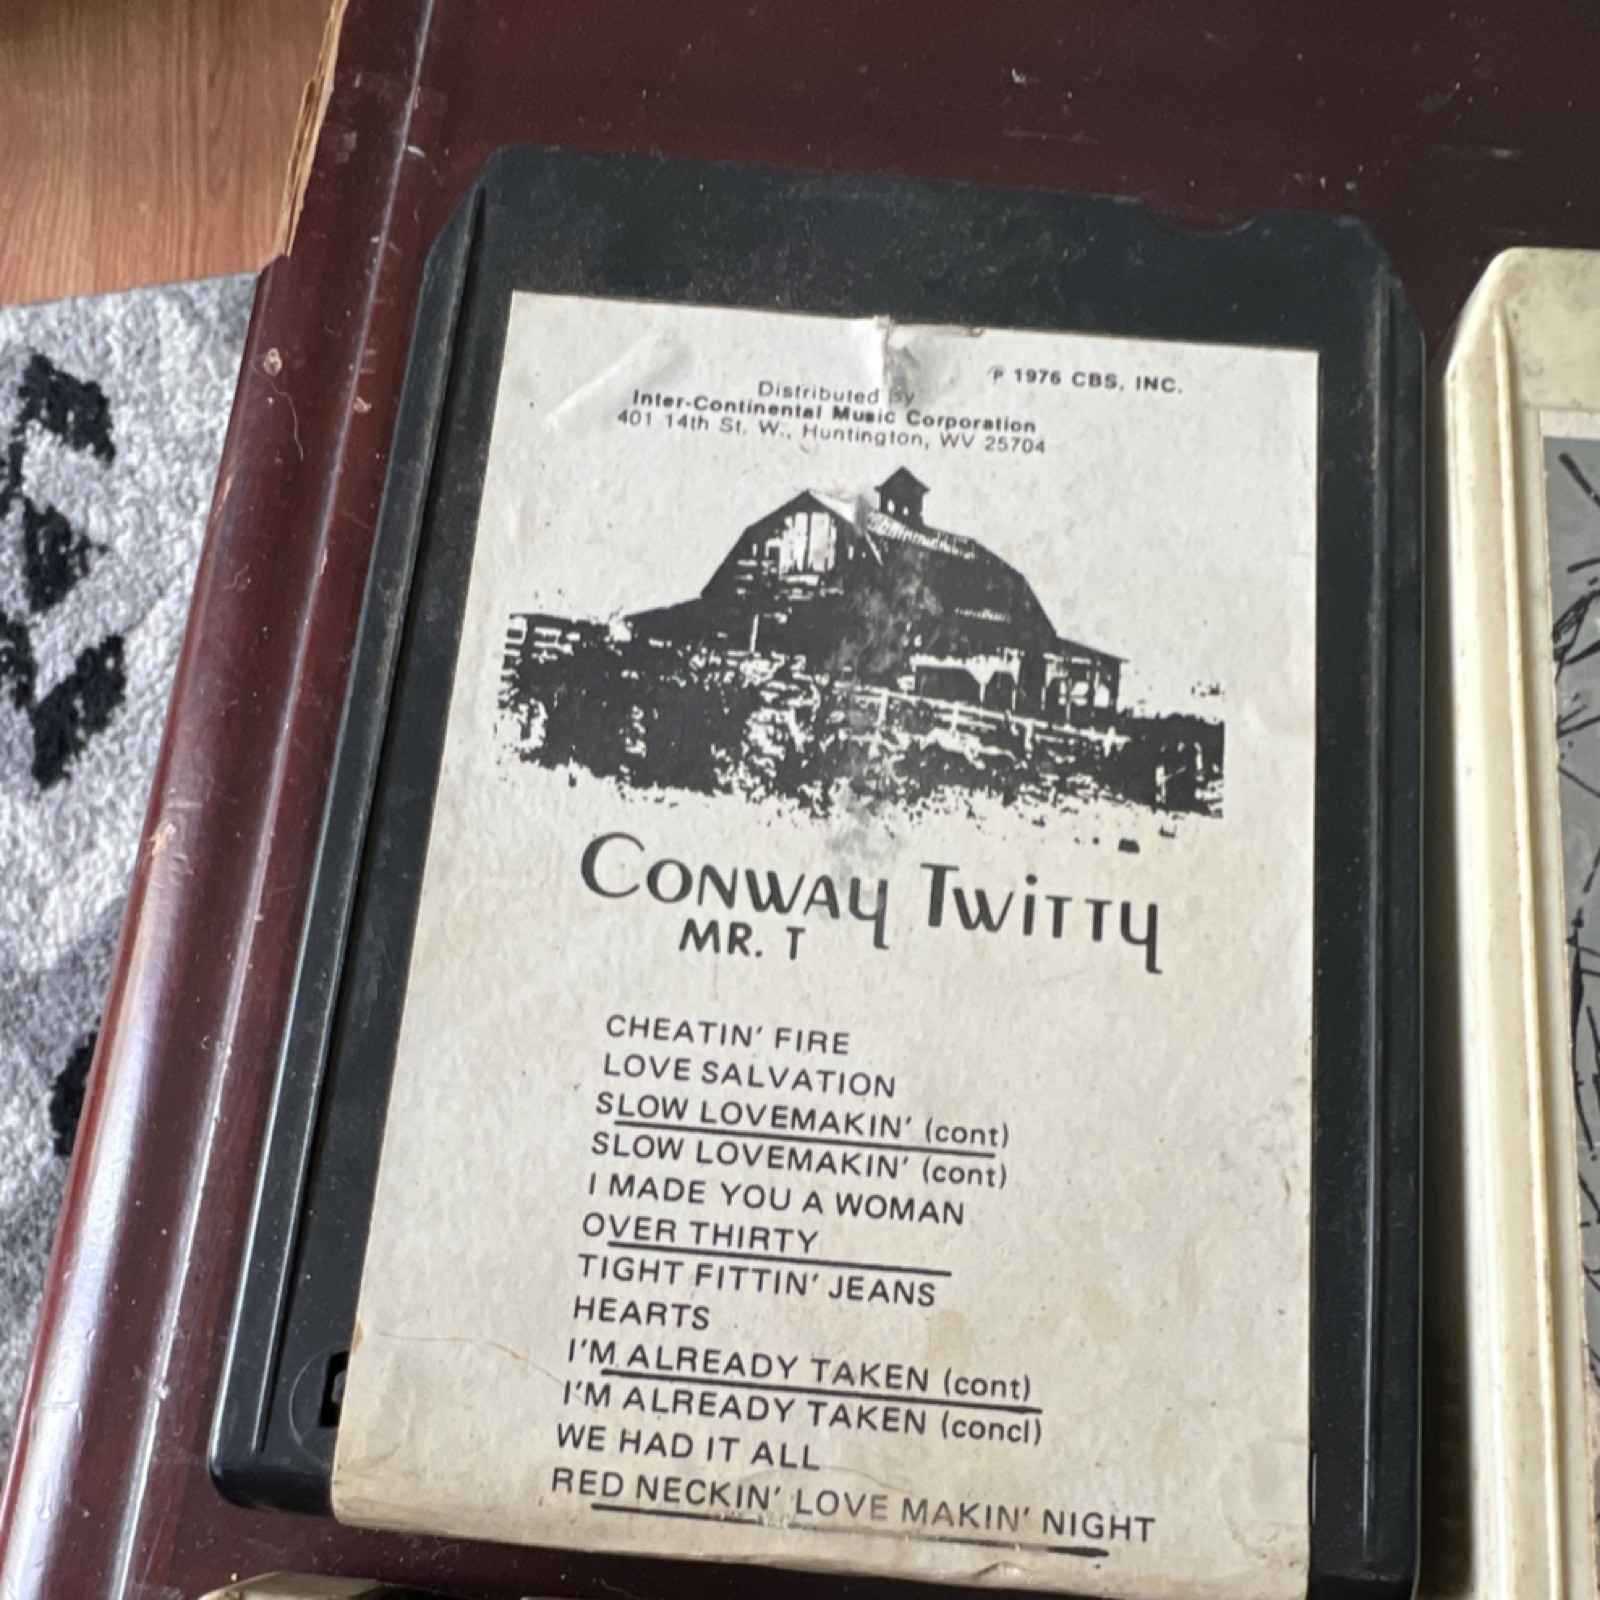 ℗ 1976 CBS, INC.
Distributed By
Inter-Continental Music Corporation
401 14th St. W., Huntington, WV 25704
CONWAY TWITTY
MR. T
CHEATIN' FIRE
LOVE SALVATION
SLOW LOVEMAKIN' (cont)
SLOW LOVEMAKIN' (cont)
I MADE YOU A WOMAN
OVER THIRTY
TIGHT FITTIN' JEANS
HEARTS
I'M ALREADY TAKEN (cont)
I'M ALREADY TAKEN (concl)
WE HAD IT ALL
RED NECKIN' LOVE MAKIN' NIGHT